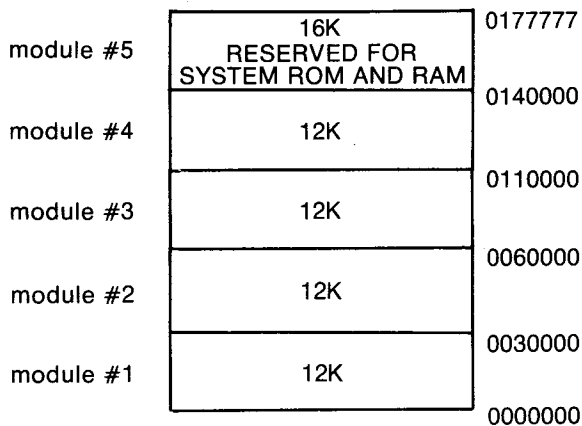 16K
0177777
module #5
RESERVED FOR
SYSTEM ROM AND RAM
0140000
module #4
12K
0110000
module #3
12K
0060000
module #2
12K
0030000
module #1
12K
0000000